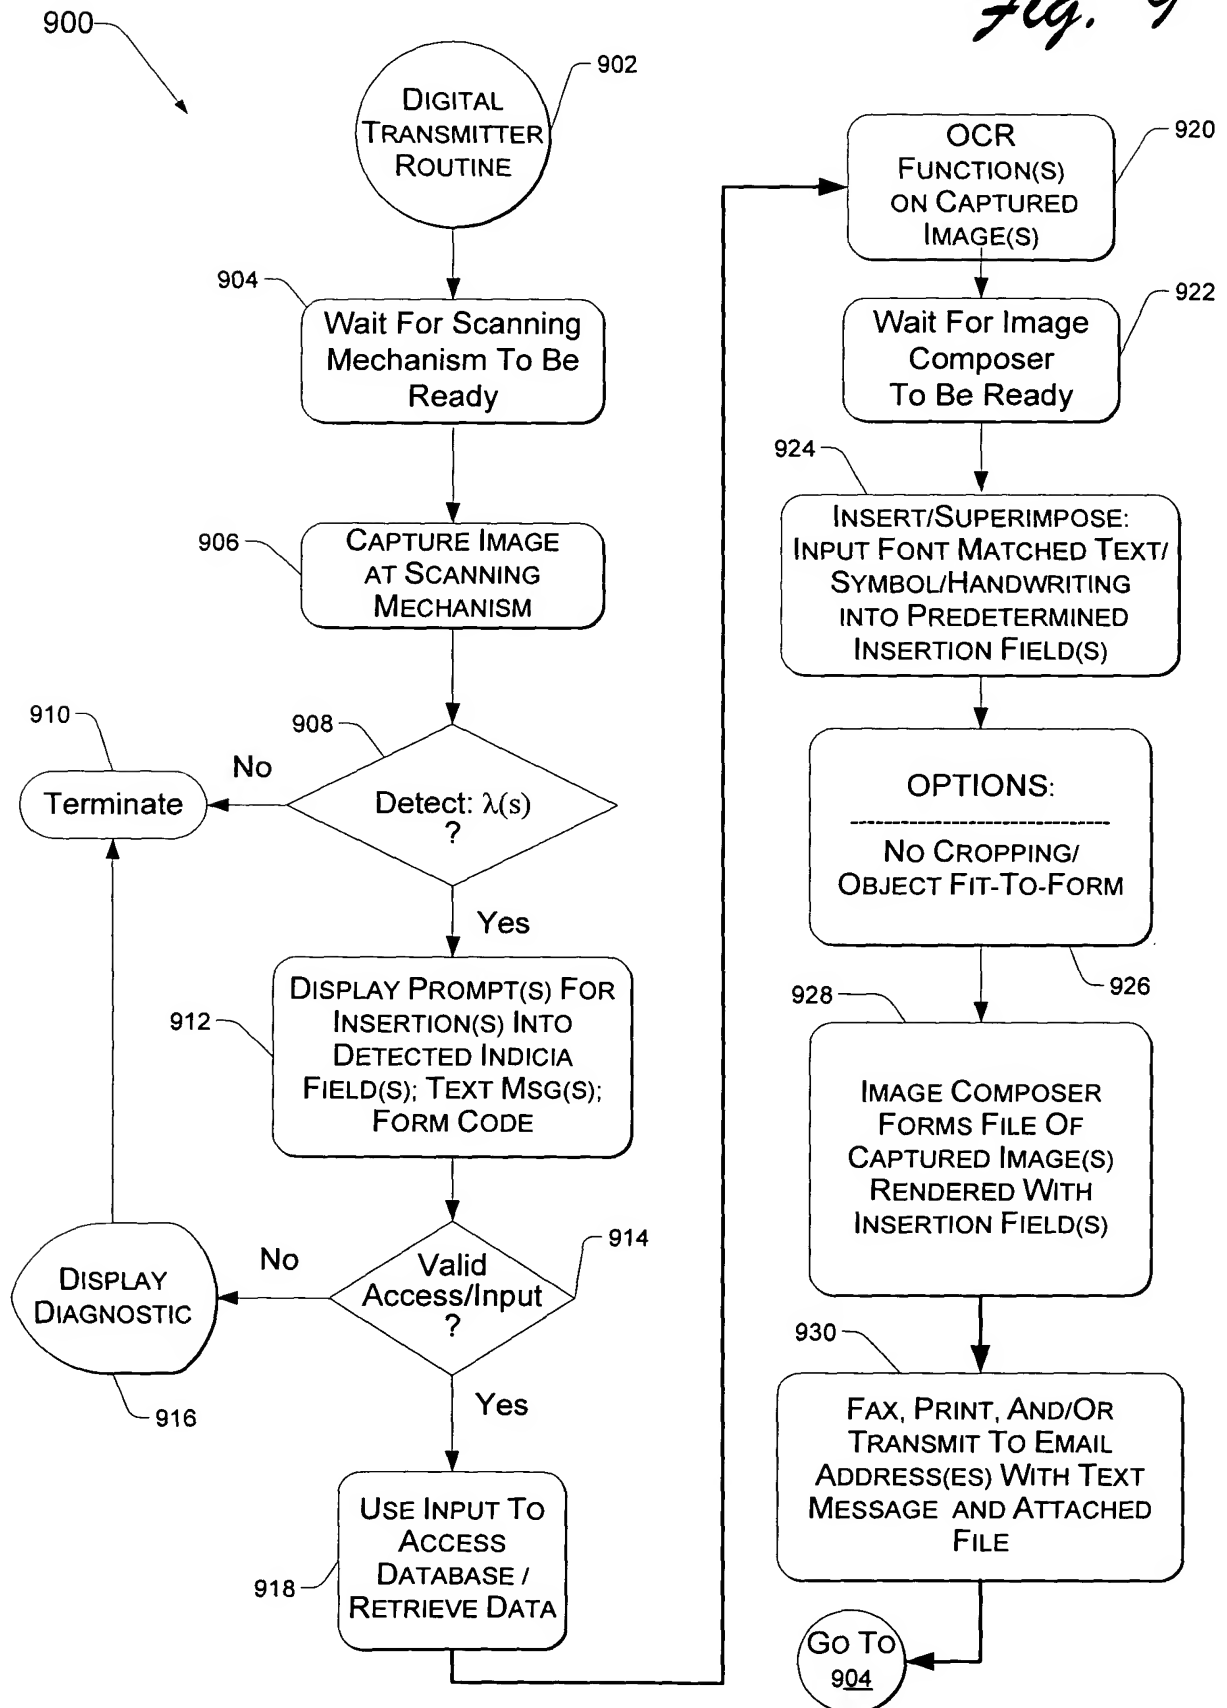 Fig. 9
900
902
DIGITAL
TRANSMITTER
ROUTINE
904
Wait For Scanning
Mechanism To Be
Ready
906
CAPTURE IMAGE
AT SCANNING
MECHANISM
908
Detect: λ(s)
?
No
910
Terminate
Yes
912
DISPLAY PROMPT(S) FOR
INSERTION(S) INTO
DETECTED INDICIA
FIELD(S); TEXT MSG(S);
FORM CODE
914
Valid
Access/Input
?
No
DISPLAY
DIAGNOSTIC
916
Yes
918
USE INPUT TO
ACCESS
DATABASE /
RETRIEVE DATA
920
OCR
FUNCTION(S)
ON CAPTURED
IMAGE(S)
922
Wait For Image
Composer
To Be Ready
924
INSERT/SUPERIMPOSE:
INPUT FONT MATCHED TEXT/
SYMBOL/HANDWRITING
INTO PREDETERMINED
INSERTION FIELD(S)
OPTIONS:
NO CROPPING/
OBJECT FIT-TO-FORM
926
928
IMAGE COMPOSER
FORMS FILE OF
CAPTURED IMAGE(S)
RENDERED WITH
INSERTION FIELD(S)
930
FAX, PRINT, AND/OR
TRANSMIT TO EMAIL
ADDRESS(ES) WITH TEXT
MESSAGE AND ATTACHED
FILE
GO TO
904